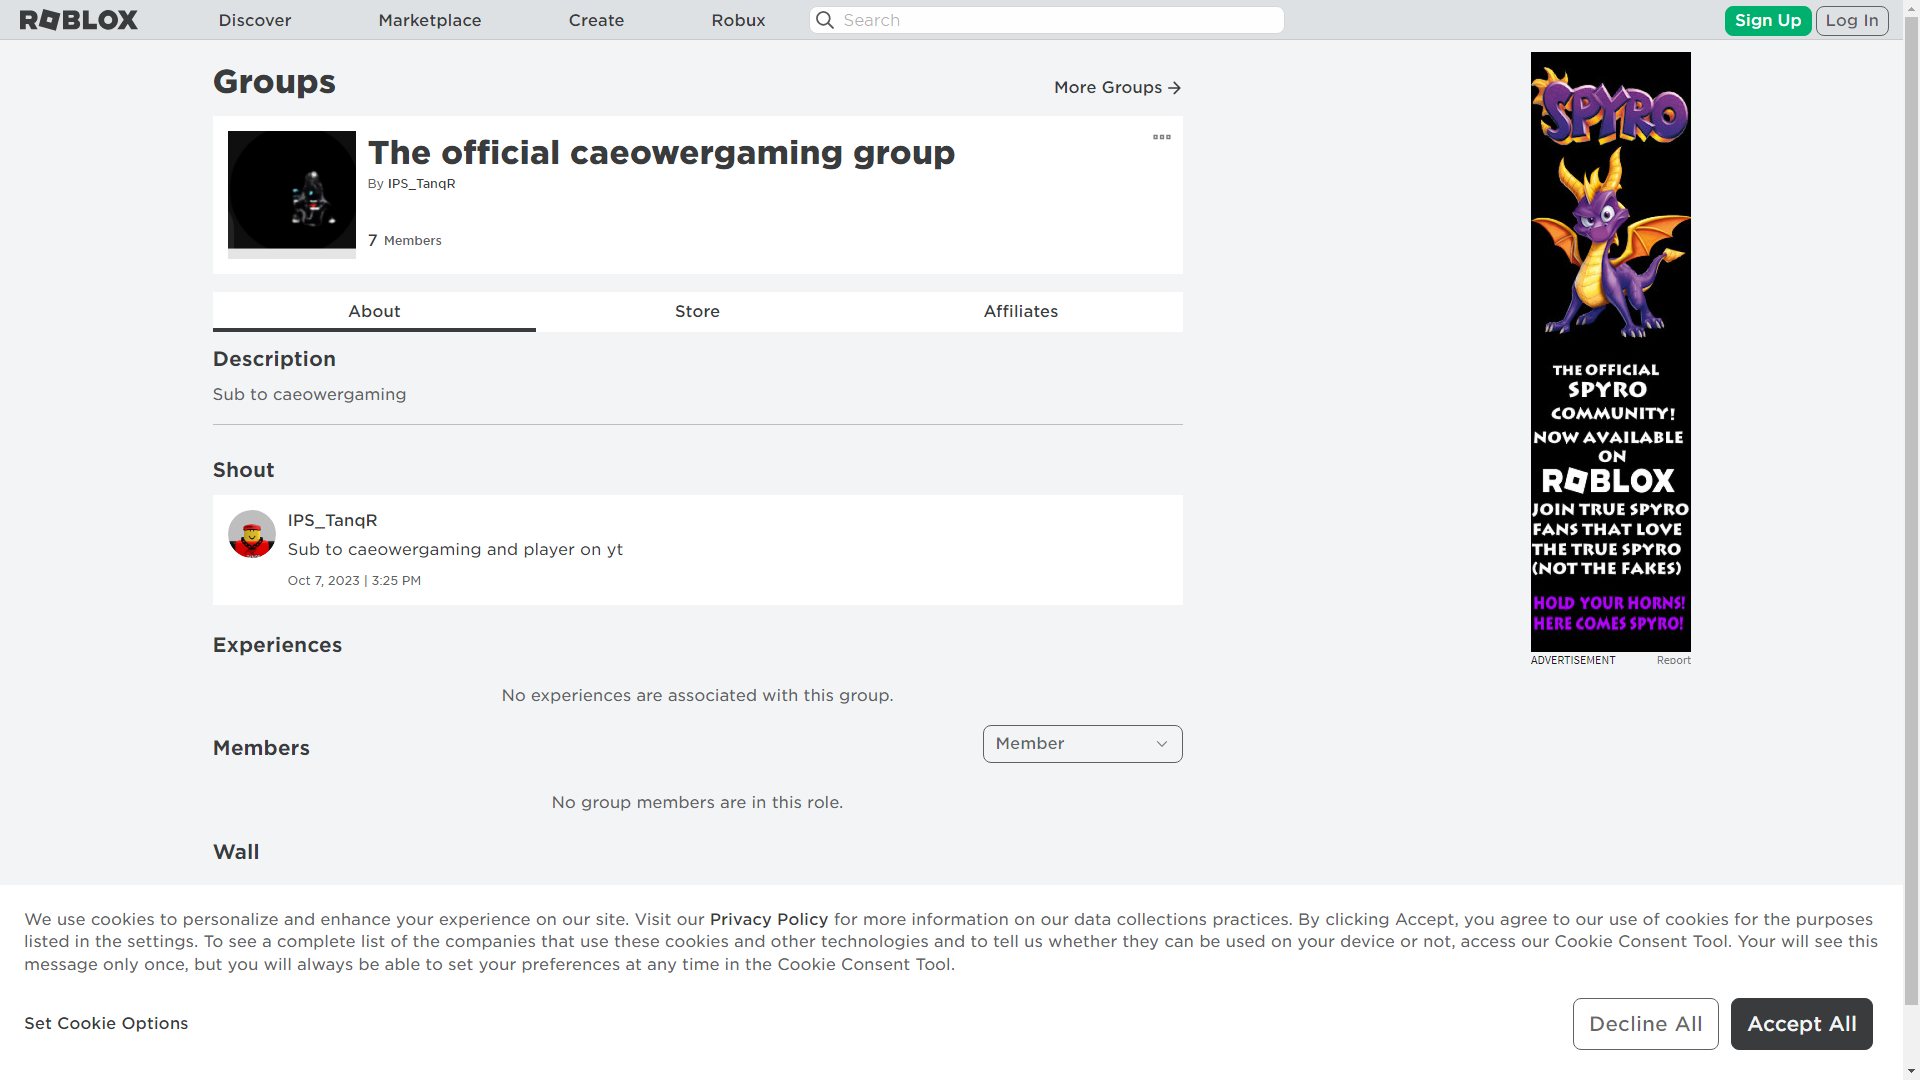 ROBLOX
Discover
Marketplace
Create
Robux
Search
Sign Up
Log In
Groups
More Groups
The official caeowergaming group
By IPS_TanqR
7 Members
About
Store
Affiliates
Description
Sub to caeowergaming
Shout
IPS_TanqR
Sub to caeowergaming and player on yt
Oct 7, 2023 | 3:25 PM
Experiences
No experiences are associated with this group.
Members
Member
No group members are in this role.
Wall
SPYRO
THE OFFICIAL
SPYRO
COMMUNITY!
NOW AVAILABLE
ON
ROBLOX
JOIN TRUE SPYRO
FANS THAT LOVE
THE TRUE SPYRO
(NOT THE FAKES)
HOLD YOUR HORNS!
HERE COMES SPYRO!
ADVERTISEMENT
Report
We use cookies to personalize and enhance your experience on our site. Visit our Privacy Policy for more information on our data collections practices. By clicking Accept, you agree to our use of cookies for the purposes
listed in the settings. To see a complete list of the companies that use these cookies and other technologies and to tell us whether they can be used on your device or not, access our Cookie Consent Tool. Your will see this
message only once, but you will always be able to set your preferences at any time in the Cookie Consent Tool.
Set Cookie Options
Decline All
Accept All